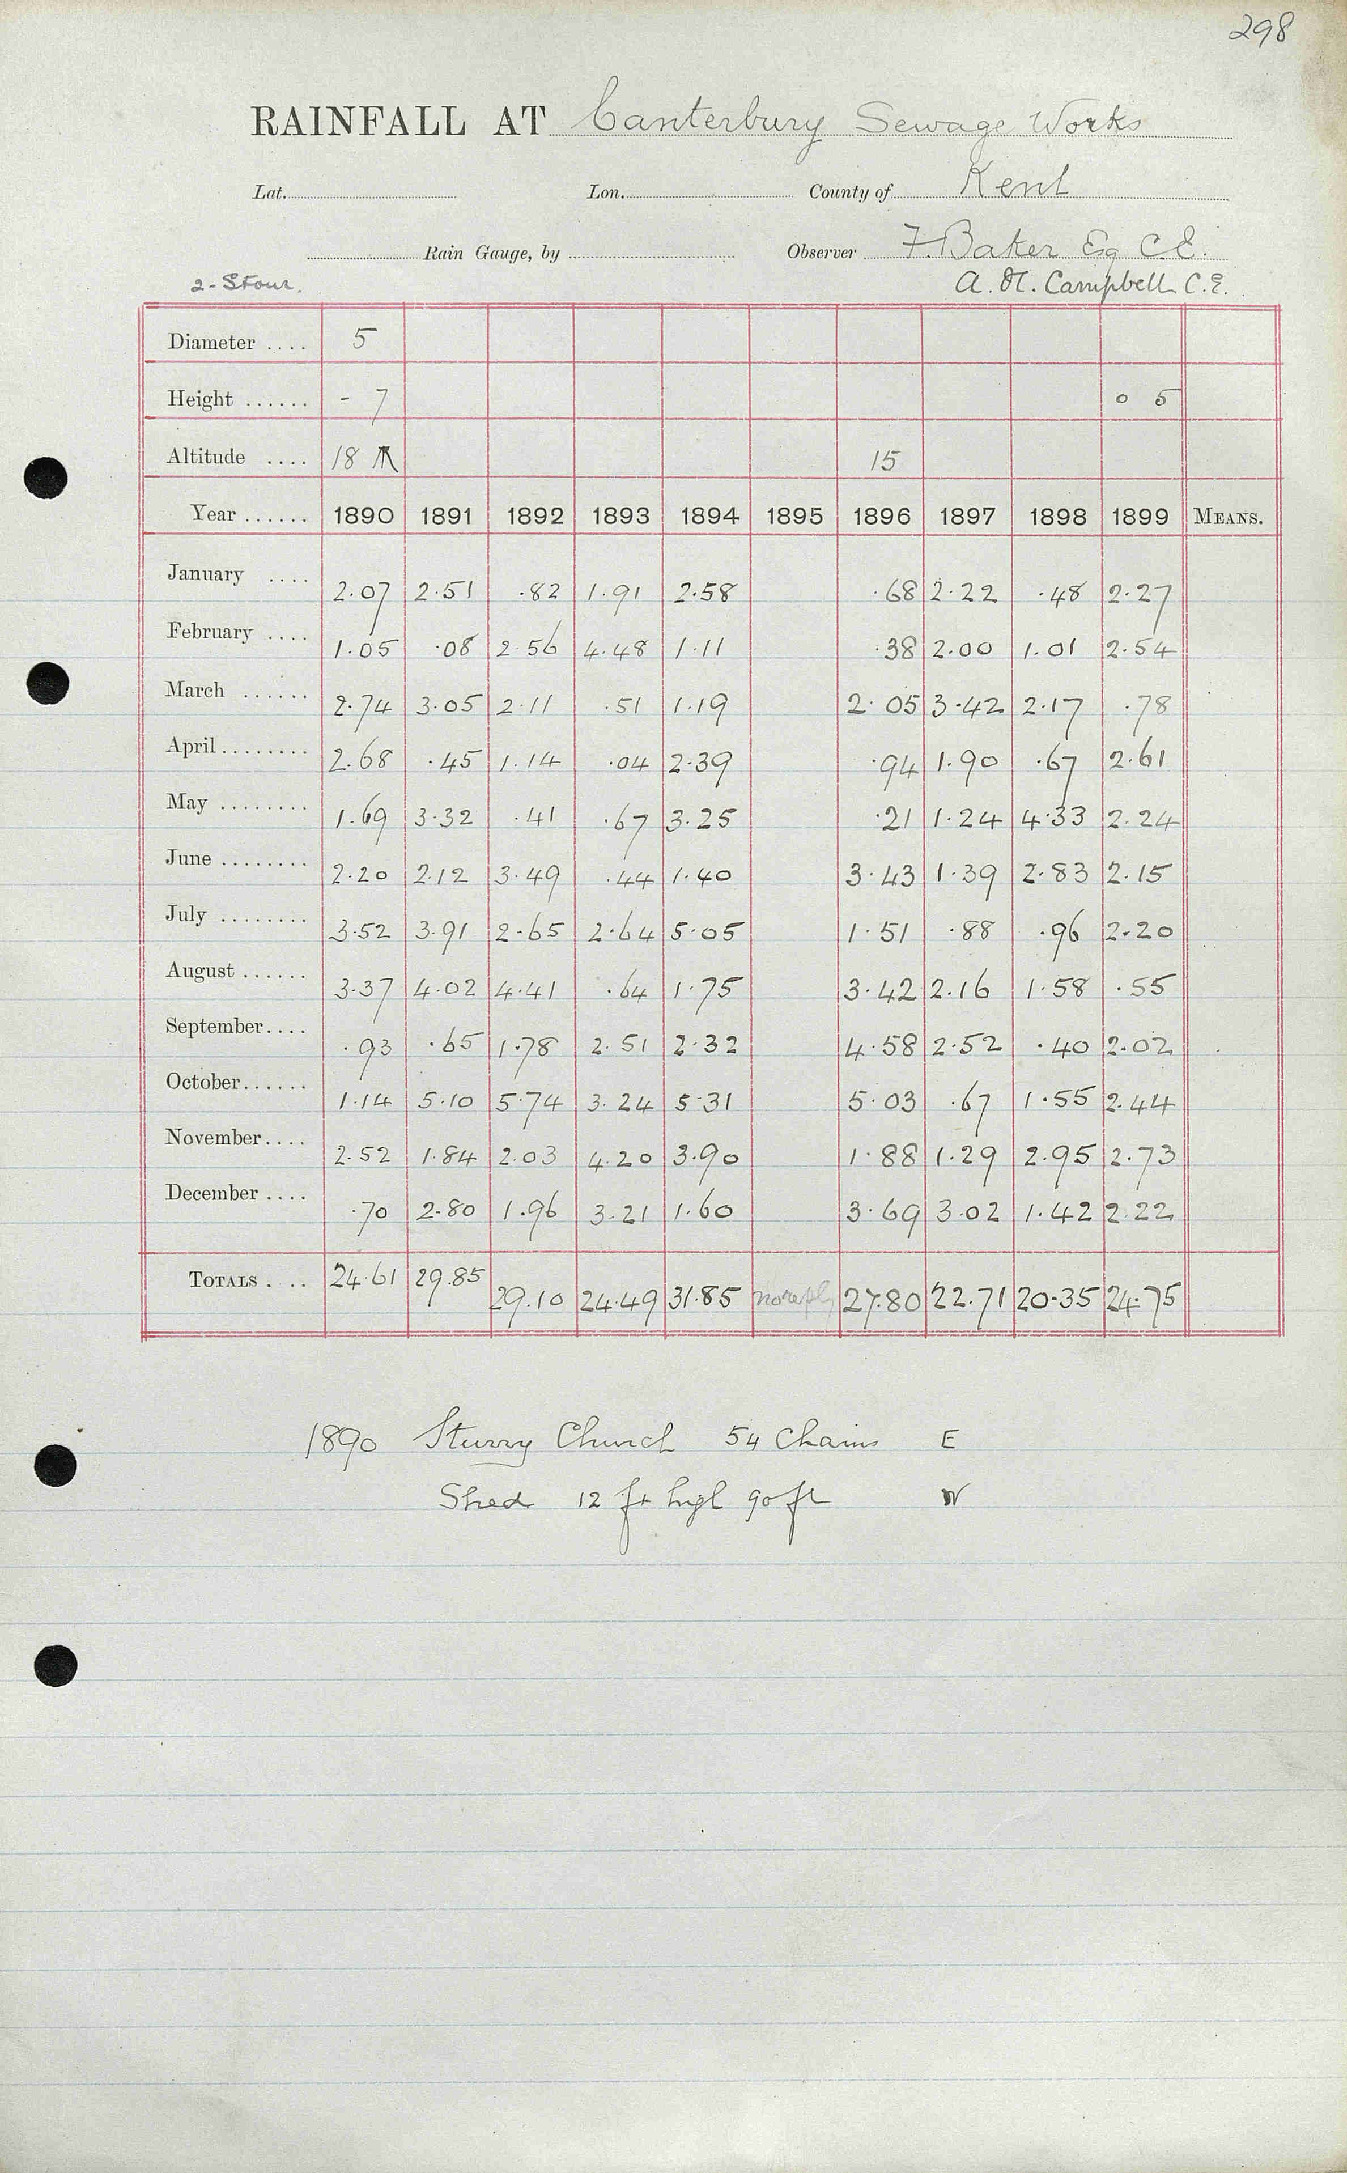 298
RAINFALL AT Canterbury Sewage Works
Lat. Lon. County of Kent
Rain Gauge, by Observer F. Baker Esq C.E.
2 - Stour. A. H. Campbell C.E.
Diameter .... 5
Height ...... - 7 0 5
Altitude .... 18 15
Year ...... 1890 1891 1892 1893 1894 1895 1896 1897 1898 1899 MEANS.
January .... 2.07 2.51 .82 1.91 2.58 .68 2.22 .48 2.27
February .... 1.05 .08 2.56 4.48 1.11 .38 2.00 1.01 2.54
March ...... 2.74 3.05 2.11 .51 1.19 2.05 3.42 2.17 .78
April ........ 2.68 .45 1.14 .04 2.39 .94 1.90 .67 2.61
May ........ 1.69 3.32 .41 .67 3.25 .21 1.24 4.33 2.24
June ........ 2.20 2.12 3.49 .44 1.40 3.43 1.39 2.83 2.15
July ........ 3.52 3.91 2.65 2.64 5.05 1.51 .88 .96 2.20
August ...... 3.37 4.02 4.41 .64 1.75 3.42 2.16 1.58 .55
September .... .93 .65 1.78 2.51 2.32 4.58 2.52 .40 2.02
October ...... 1.14 5.10 5.74 3.24 5.31 5.03 .67 1.55 2.44
November .... 2.52 1.84 2.03 4.20 3.90 1.88 1.29 2.95 2.73
December .... .70 2.80 1.96 3.21 1.60 3.69 3.02 1.42 2.22
TOTALS . .. 24.61 29.85 29.10 24.49 31.85 no reply 27.80 22.71 20.35 24.75
1890 Sturry Church 54 Chains E
Shed 12 ft high 90 ft W